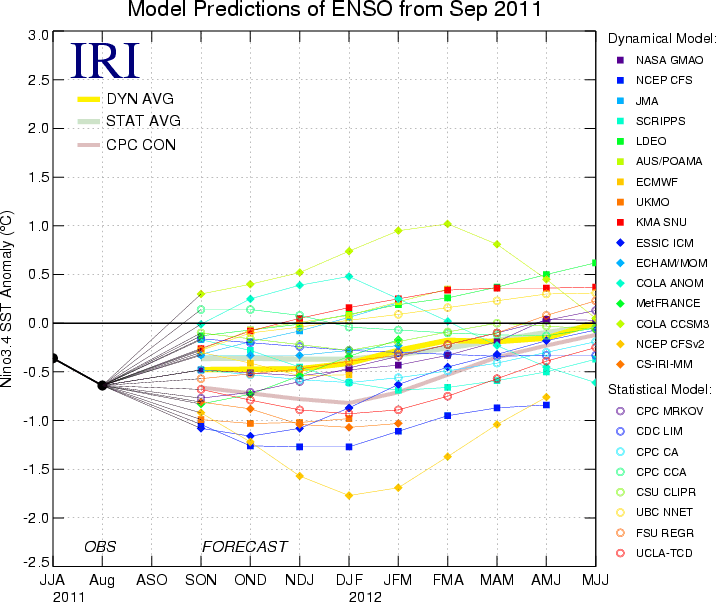 Model Predictions of ENSO from Sep 2011
Nino3.4 SST Anomaly (ºC)
3.0
2.5
2.0
1.5
1.0
0.5
0.0
-0.5
-1.0
-1.5
-2.0
-2.5
IRI
DYN AVG
STAT AVG
CPC CON
OBS
FORECAST
JJA Aug ASO SON OND NDJ DJF JFM FMA MAM AMJ MJJ
2011 2012
Dynamical Model:
NASA GMAO
NCEP CFS
JMA
SCRIPPS
LDEO
AUS/POAMA
ECMWF
UKMO
KMA SNU
ESSIC ICM
ECHAM/MOM
COLA ANOM
MetFRANCE
COLA CCSM3
NCEP CFSv2
CS-IRI-MM
Statistical Model:
CPC MRKOV
CDC LIM
CPC CA
CPC CCA
CSU CLIPR
UBC NNET
FSU REGR
UCLA-TCD